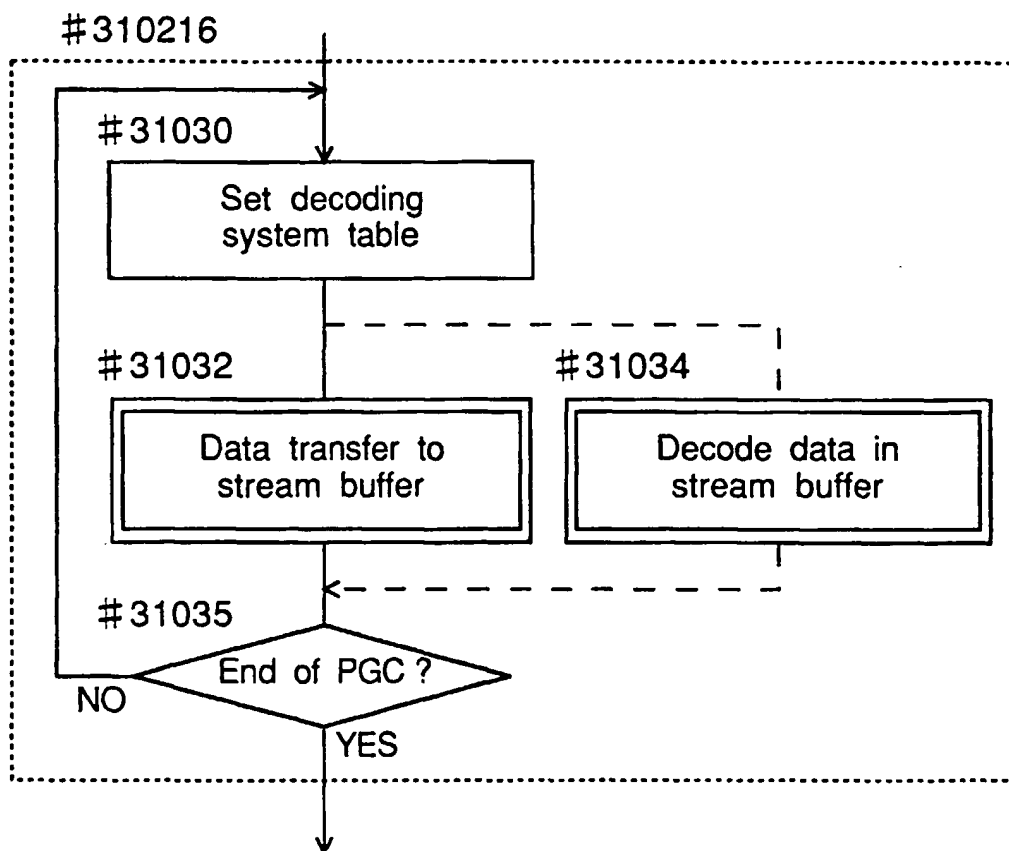 #310216
#31030
Set decoding
system table
#31032
#31034
Data transfer to
stream buffer
Decode data in
stream buffer
#31035
End of PGC ?
NO
YES